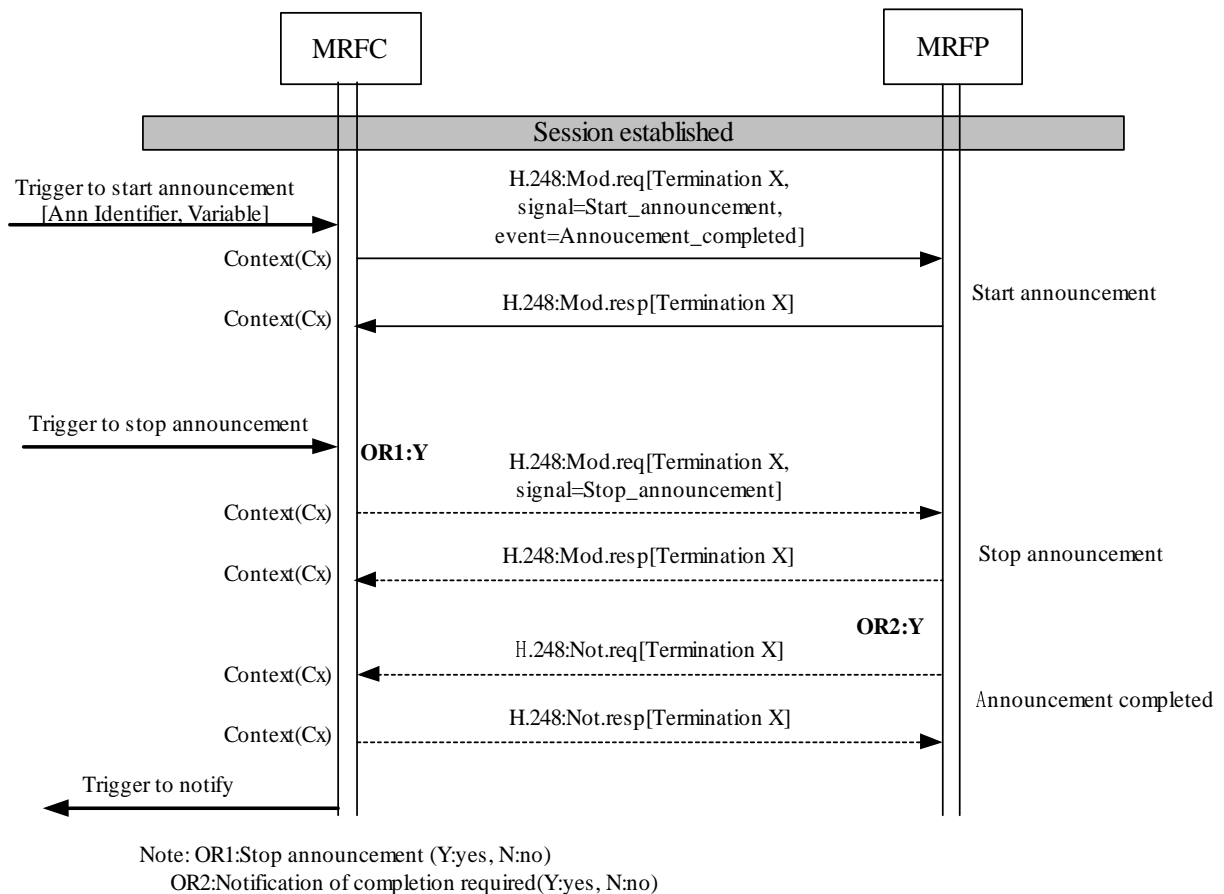 MRFC
MRFP
Session established
Trigger to start announcement
[Ann Identifier, Variable]
H.248:Mod.req[Termination X,
signal=Start_announcement,
event=Annoucement_completed]
Context(Cx)
Start announcement
H.248:Mod.resp[Termination X]
Context(Cx)
Trigger to stop announcement
OR1:Y
H.248:Mod.req[Termination X,
signal=Stop_announcement]
Context(Cx)
H.248:Mod.resp[Termination X]
Stop announcement
Context(Cx)
OR2:Y
H.248:Not.req[Termination X]
Context(Cx)
Announcement completed
H.248:Not.resp[Termination X]
Context(Cx)
Trigger to notify
Note: OR1:Stop announcement (Y:yes, N:no)
OR2:Notification of completion required(Y:yes, N:no)